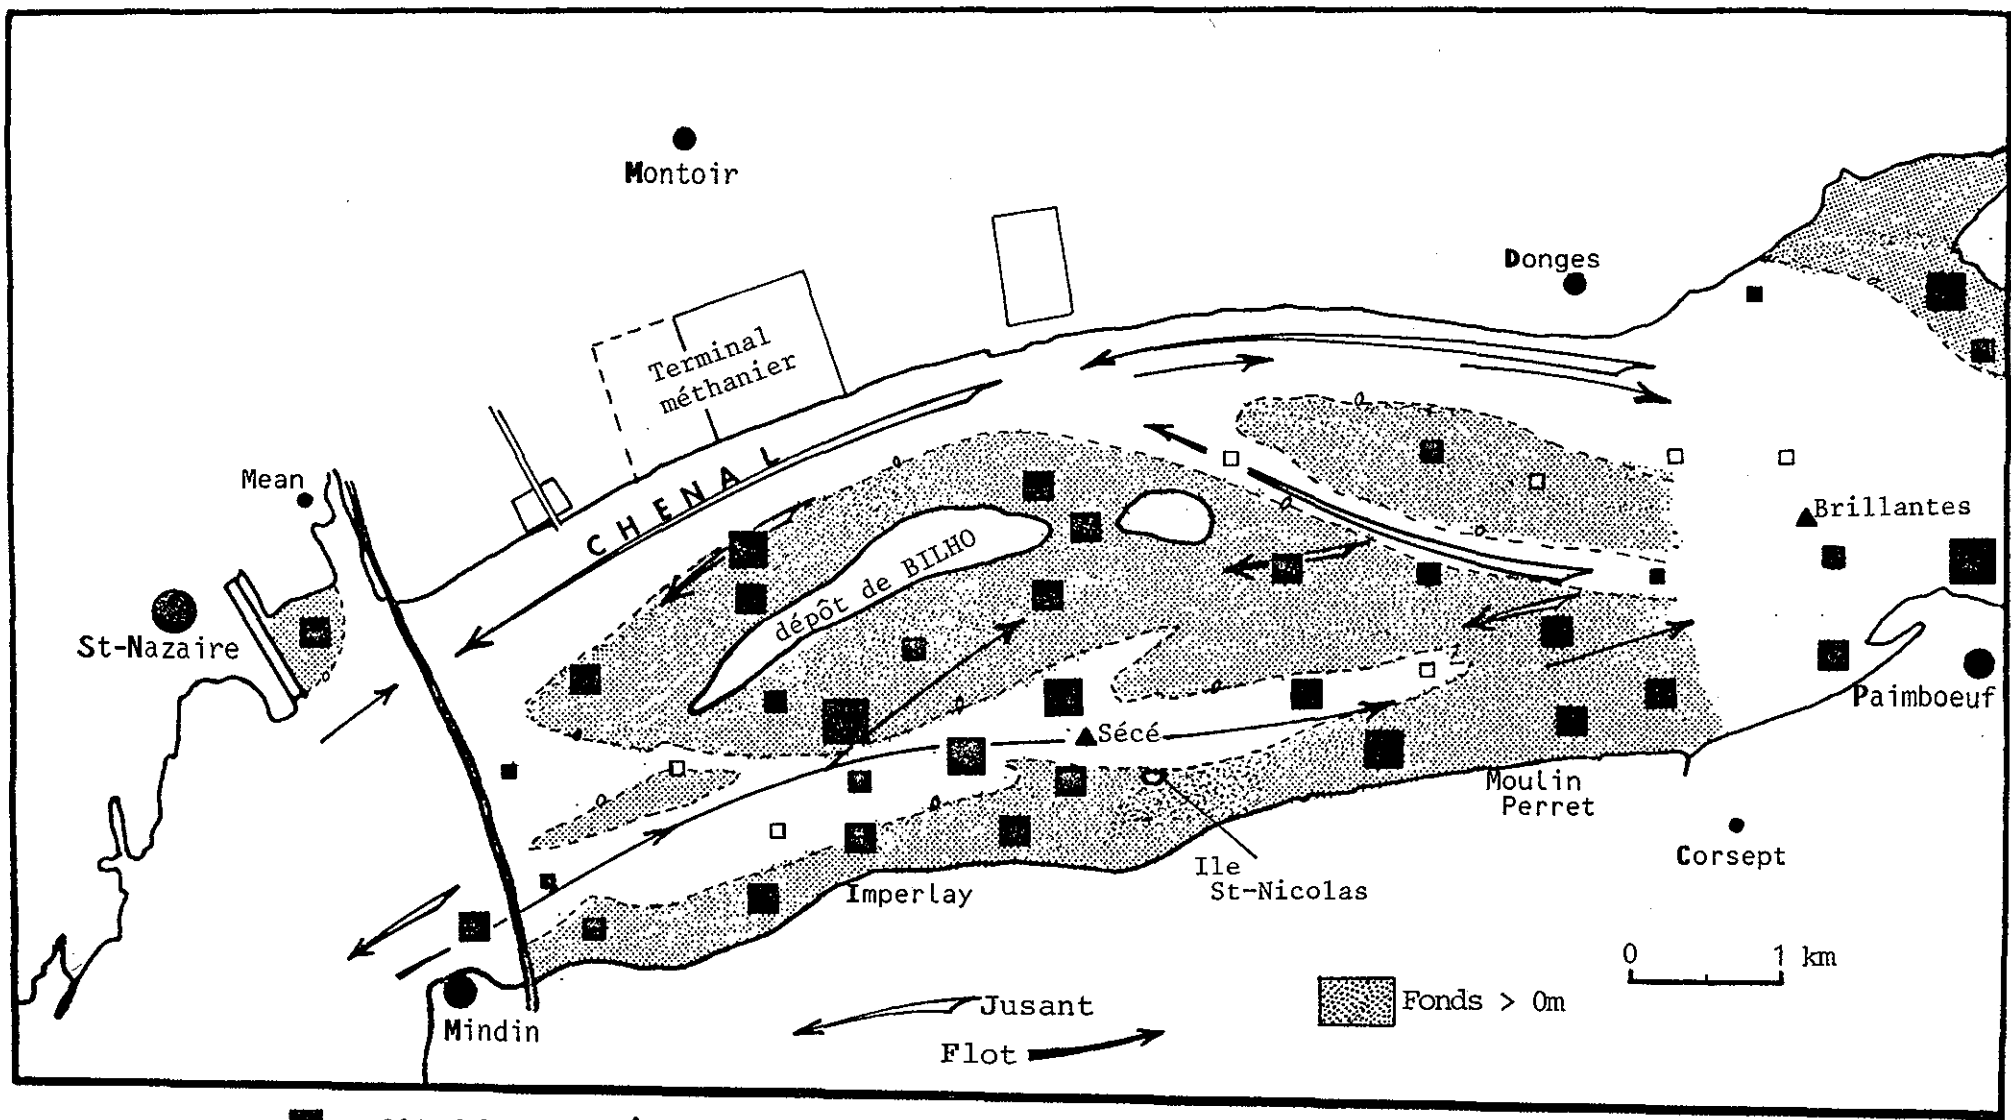 Montoir
Donges
Terminal
méthanier
CHENAL
Mean
Brillantes
dépôt de BILHO
St-Nazaire
Paimboeuf
Sécé
Moulin
Perret
Corsept
Ile
St-Nicolas
Imperlay
0 1 km
Jusant
Fonds > 0m
Mindin
Flot